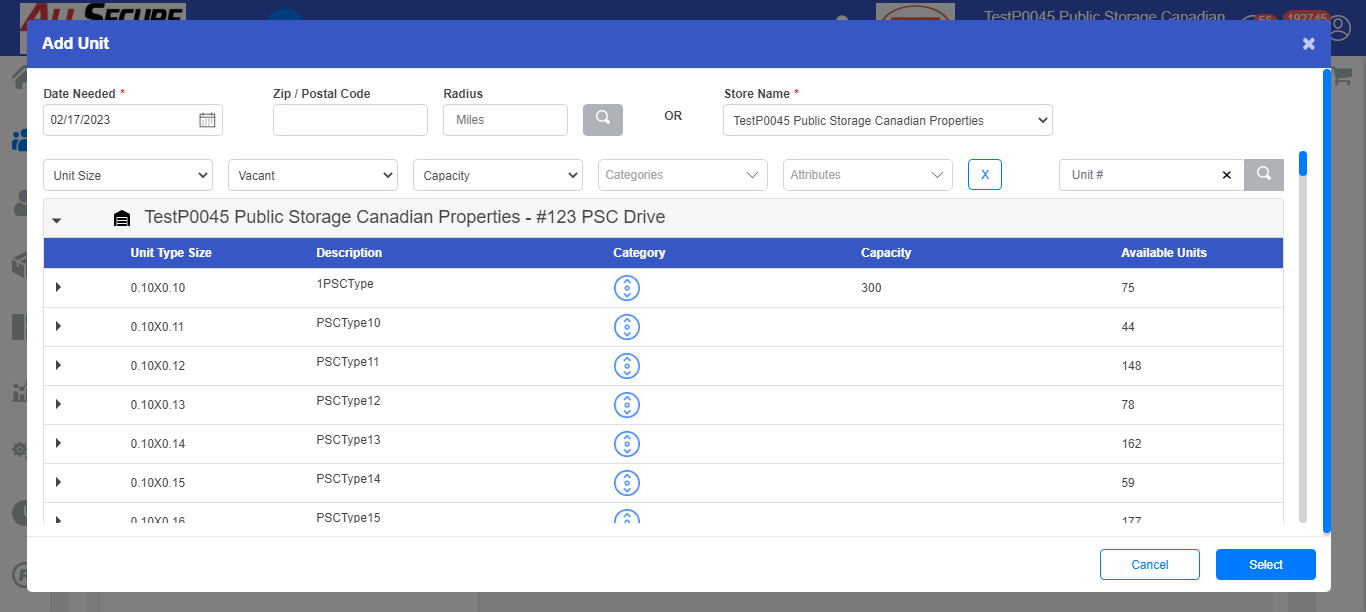 ALL SECURE
TestP0045 Public Storage Canadian
56
192745
Add Unit
Date Needed *
Zip / Postal Code
Radius
Store Name *
02/17/2023
Miles
OR
TestP0045 Public Storage Canadian Properties
Unit Size
Vacant
Capacity
Categories
Attributes
X
Unit #
TestP0045 Public Storage Canadian Properties - #123 PSC Drive
Unit Type Size Description Category Capacity Available Units
0.10X0.10 1PSCType 300 75
0.10X0.11 PSCType10 44
0.10X0.12 PSCType11 148
0.10X0.13 PSCType12 78
0.10X0.14 PSCType13 162
0.10X0.15 PSCType14 59
0.10X0.16 PSCType15 177
Cancel
Select